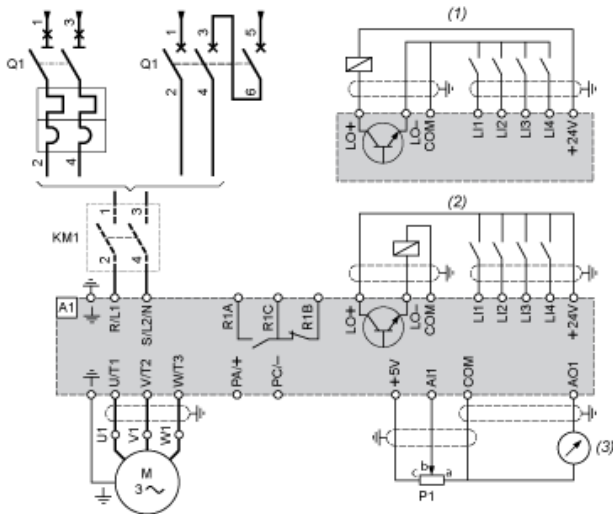 1 3
Q1
2 4
1 3 5
Q1
2 4 6
(1)
LO+
LO–
COM
LI1
LI2
LI3
LI4
+24V
1 3
KM1
2 4
(2)
A1
R/L1
S/L2/N
R1A
R1C
R1B
LO+
LO–
COM
LI1
LI2
LI3
LI4
+24V
U/T1
V/T2
W/T3
PA/+
PC/–
+5V
AI1
COM
AO1
U1
V1
W1
M
3
c b a
P1
(3)